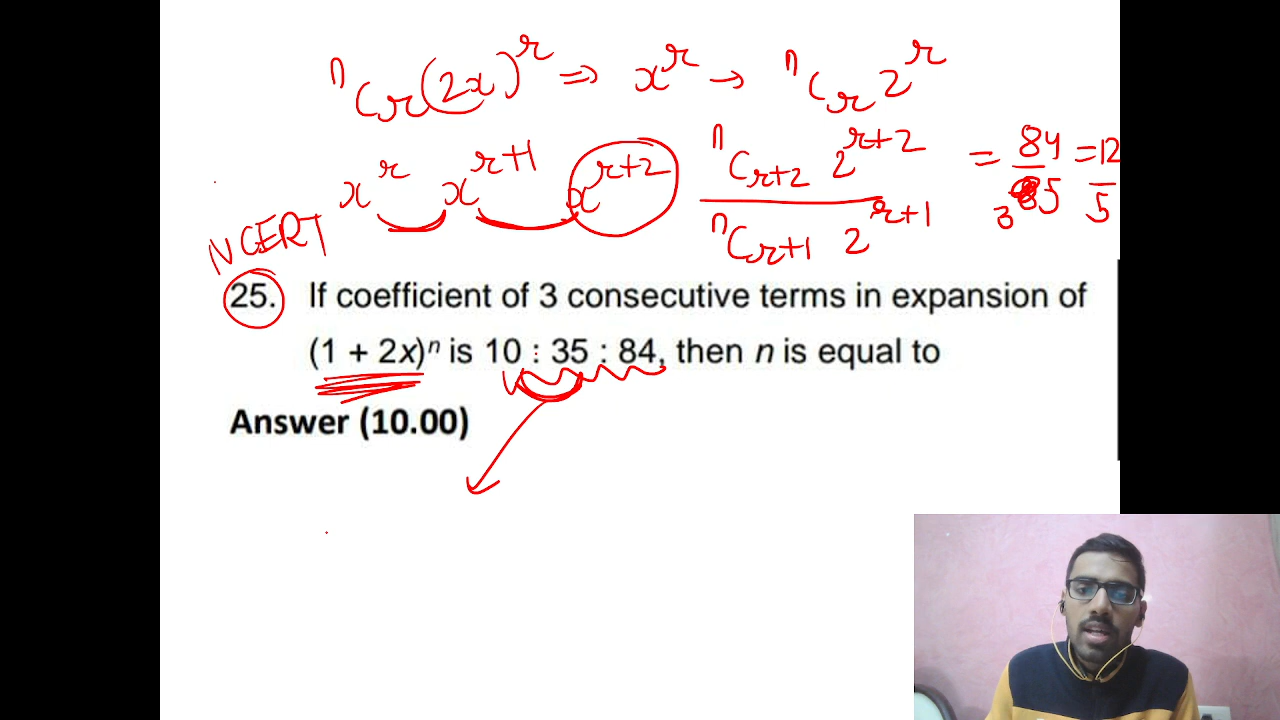 ⁿCr(2x)^r ⇒ x^r → ⁿCr 2^r
x^r x^r+1 x^r+2 ⁿCr+2 2^r+2 / ⁿCr+1 2^r+1 = 84/35 = 12/5
NCERT
25. If coefficient of 3 consecutive terms in expansion of
(1 + 2x)ⁿ is 10 : 35 : 84, then n is equal to
Answer (10.00)